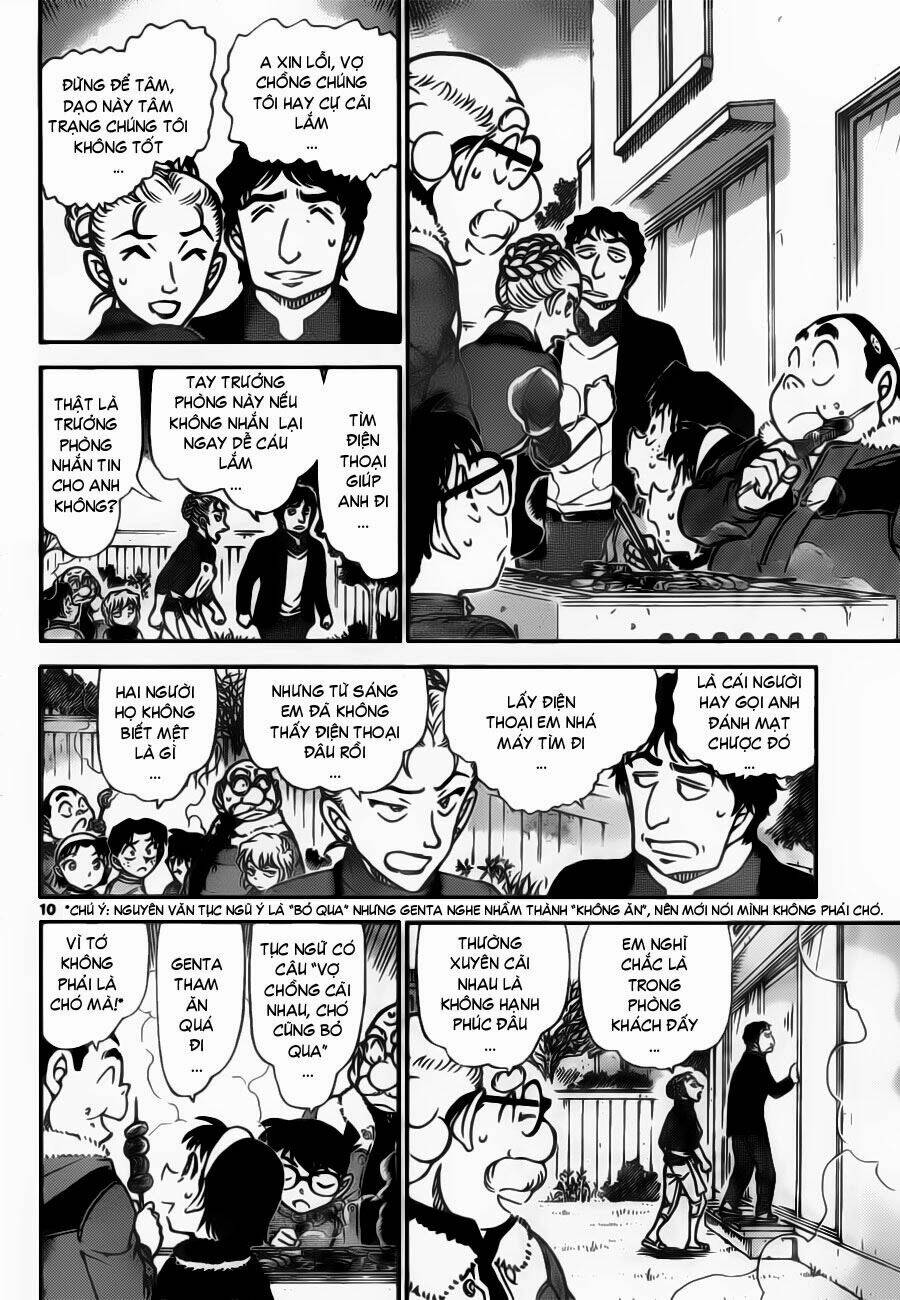 A XIN LỖI, VỢ
CHỒNG CHÚNG
TÔI HAY CỰ CÃI
LẮM
...
ĐỪNG ĐỂ TÂM,
DẠO NÀY TÂM
TRẠNG CHÚNG TÔI
KHÔNG TỐT
...
TÌM
ĐIỆN
THOẠI
GIÚP
ANH ĐI
...
TAY TRƯỞNG
PHÒNG NÀY NẾU
KHÔNG NHẮN LẠI
NGAY DỄ CÁU
LẮM
...
THẬT LÀ
TRƯỞNG
PHÒNG
NHẮN TIN
CHO ANH
KHÔNG?
LÀ CÁI NGƯỜI
HAY GỌI ANH
ĐÁNH MẠT
CHƯỢC ĐÓ
...
LẤY ĐIỆN
THOẠI EM NHÁ
MÁY TÌM ĐI
...
NHƯNG TỪ SÁNG
EM ĐÃ KHÔNG
THẤY ĐIỆN THOẠI
ĐÂU RỒI
...
HAI NGƯỜI
HỌ KHÔNG
BIẾT MỆT
LÀ GÌ
...
10 *CHÚ Ý: NGUYÊN VĂN TỤC NGỮ Ý LÀ "BỎ QUA" NHƯNG GENTA NGHE NHẦM THÀNH "KHÔNG ĂN", NÊN MỚI NÓI MÌNH KHÔNG PHẢI CHÓ.
EM NGHĨ
CHẮC LÀ
TRONG
PHÒNG
KHÁCH ĐẤY
...
THƯỜNG
XUYÊN CÃI
NHAU LÀ
KHÔNG HẠNH
PHÚC ĐÂU
...
TỤC NGỮ CÓ
CÂU "VỢ
CHỒNG CÃI
NHAU, CHÓ
CŨNG BỎ
QUA"
...
GENTA
THAM
ĂN
QUÁ
ĐI
...
VÌ TỚ
KHÔNG
PHẢI LÀ
CHÓ MÀ!*